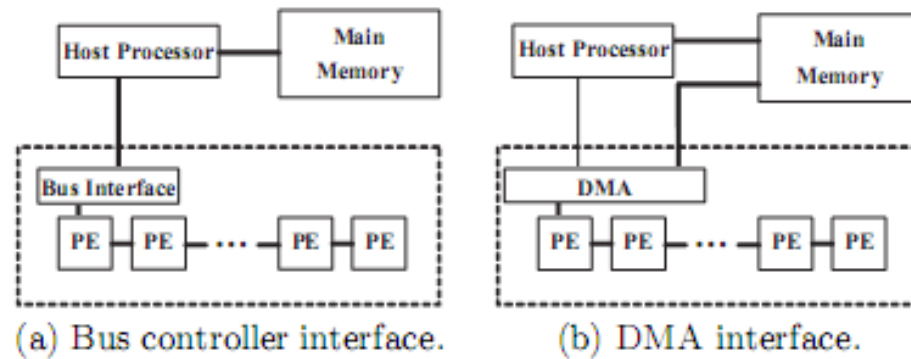 Host Processor
Main
Memory
Bus Interface
PE PE ... PE PE
(a) Bus controller interface.
Host Processor
Main
Memory
DMA
PE PE ... PE PE
(b) DMA interface.